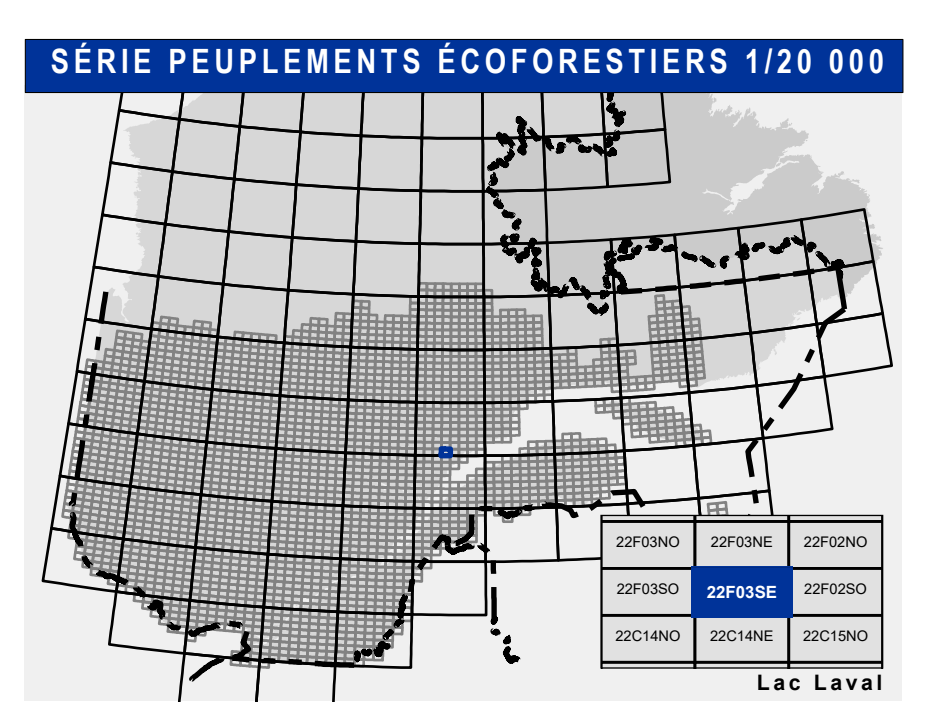 SÉRIE PEUPLEMENTS ÉCOFORESTIERS 1/20 000
22F03NO 22F03NE 22F02NO
22F03SO 22F03SE 22F02SO
22C14NO 22C14NE 22C15NO
Lac Laval